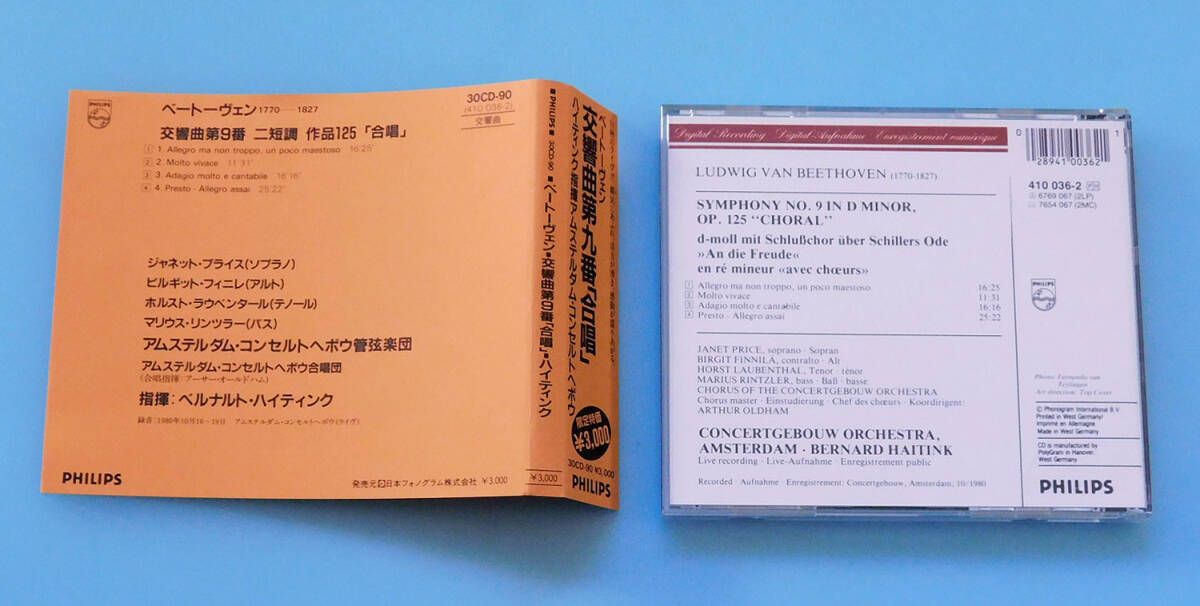 PHILIPS
ベートーヴェン 1770——1827
交響曲第9番 ニ短調 作品125「合唱」
30CD-90
(410 036-2)
交響曲
1 1. Allegro ma non troppo, un poco maestoso 16'25"
2 2. Molto vivace 11'31"
3 3. Adagio molto e cantabile 16'16"
4 4. Presto - Allegro assai 25'22"
ジャネット・プライス(ソプラノ)
ビルギット・フィニレ(アルト)
ホルスト・ラウベンタール(テノール)
マリウス・リンツラー(バス)
アムステルダム・コンセルトヘボウ管弦楽団
アムステルダム・コンセルトヘボウ合唱団
(合唱指揮:アーサー・オールドハム)
指揮:ベルナルト・ハイティンク
録音:1980年10月16〜19日 アムステルダム・コンセルトヘボウ(ライヴ)
PHILIPS
発売元 日本フォノグラム株式会社 ¥3,000
■PHILIPS■ 30CD-90 ■ベートーヴェン■交響曲第9番「合唱」■ハイティンク
¥3,000
ベートーヴェン
交響曲第九番「合唱」
ハイティンク指揮アムステルダム・コンセルトヘボウ
限定特価
¥3,000
30CD-90 ¥3,000
PHILIPS
Digital Recording · Digital-Aufnahme · Enregistrement numérique
0 28941 00362 1
LUDWIG VAN BEETHOVEN (1770-1827)
410 036-2
6769 067 (2LP)
7654 067 (2MC)
SYMPHONY NO. 9 IN D MINOR,
OP. 125 “CHORAL”
d-moll mit Schlußchor über Schillers Ode
»An die Freude«
en ré mineur «avec chœurs»
1 Allegro ma non troppo, un poco maestoso 16:25
2 Molto vivace 11:31
3 Adagio molto e cantabile 16:16
4 Presto - Allegro assai 25:22
PHILIPS
JANET PRICE, soprano · Sopran
BIRGIT FINNILA, contralto · Alt
HORST LAUBENTHAL, Tenor · ténor
MARIUS RINTZLER, bass · Baß · basse
CHORUS OF THE CONCERTGEBOUW ORCHESTRA
Chorus master · Einstudierung · Chef des chœurs · Koordirigent:
ARTHUR OLDHAM
Photo: Fernando van
Teylingen
Art direction: Top Cover
CONCERTGEBOUW ORCHESTRA,
AMSTERDAM · BERNARD HAITINK
Live recording · Live-Aufnahme · Enregistrement public
Recorded · Aufnahme · Enregistrement: Concertgebouw, Amsterdam, 10/1980
Ⓟ Phonogram International B.V.
Printed in West Germany/
Imprimé en Allemagne
Made in West Germany
CD is manufactured by
PolyGram in Hanover,
West Germany
PHILIPS